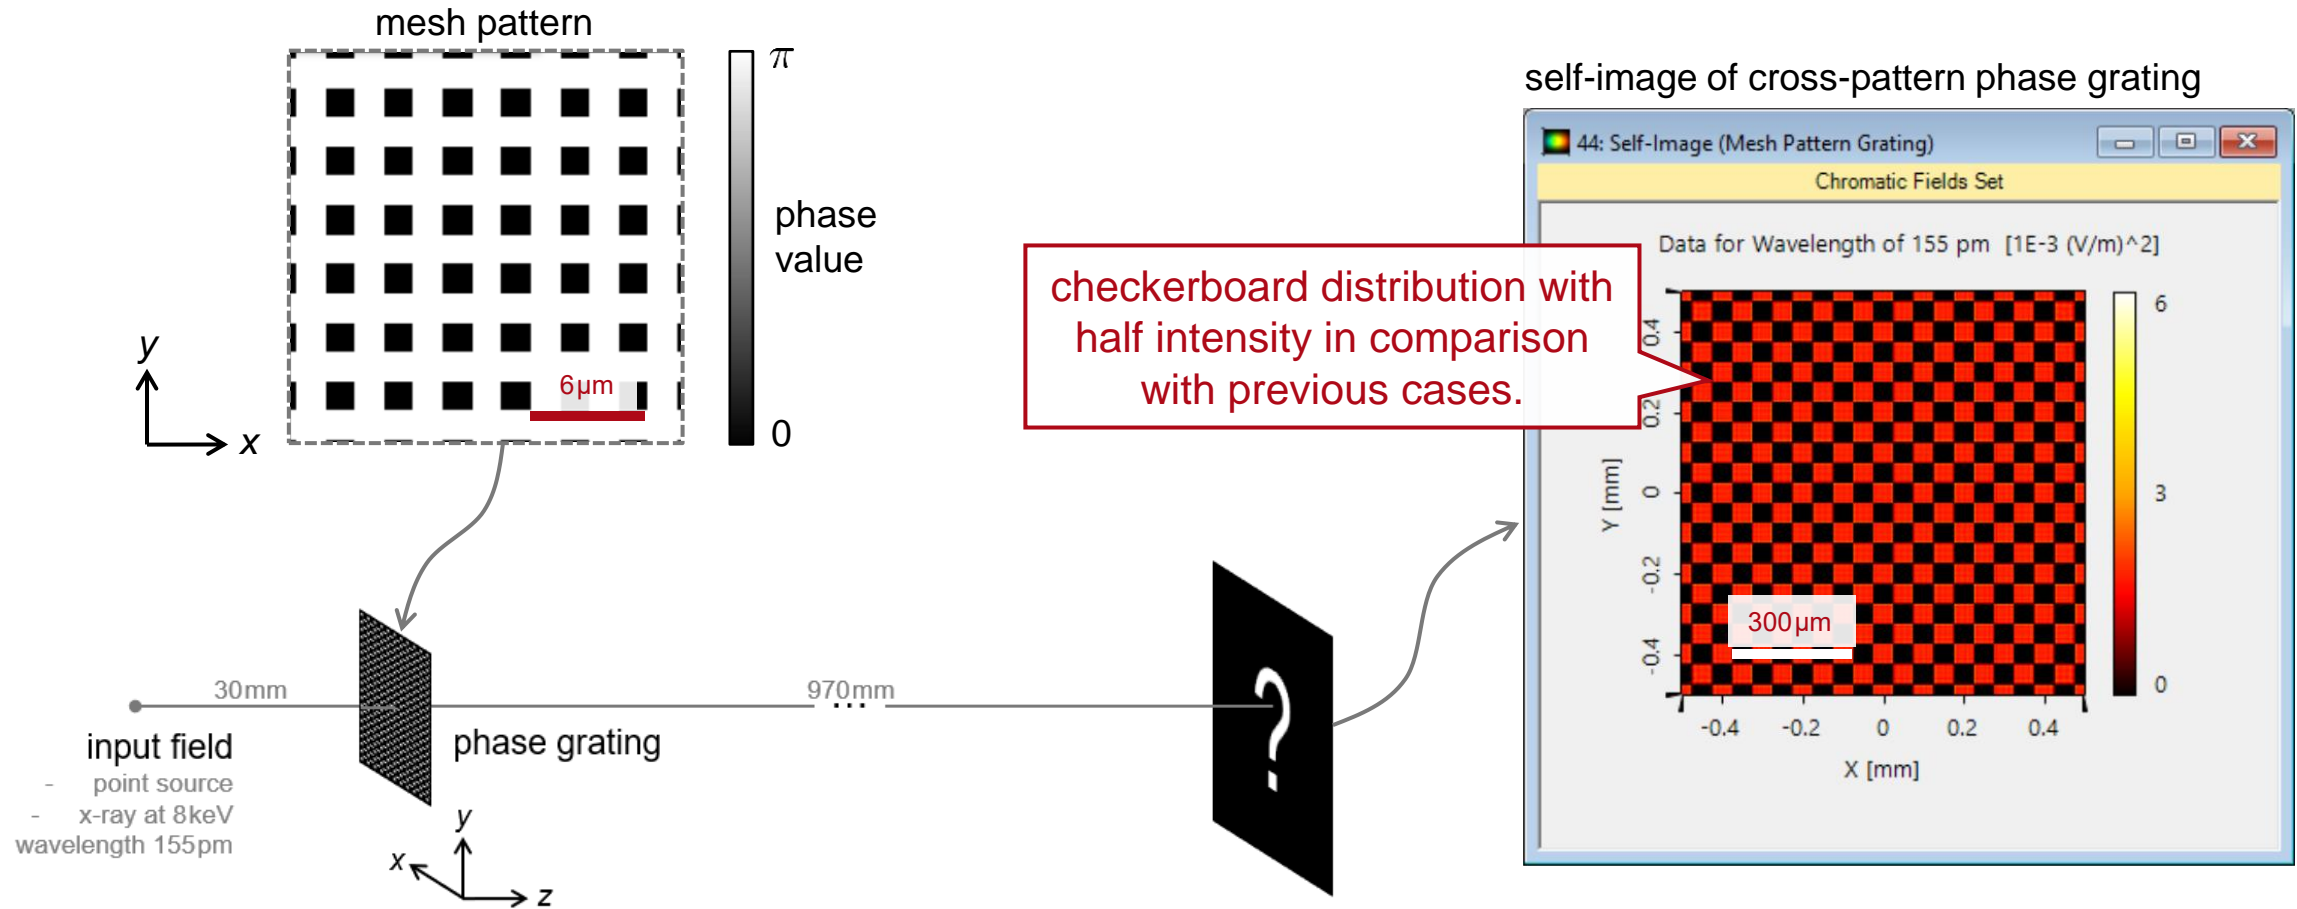 mesh pattern
π
phase
value
0
6µm
y
x
self-image of cross-pattern phase grating
44: Self-Image (Mesh Pattern Grating)
Chromatic Fields Set
Data for Wavelength of 155 pm [1E-3 (V/m)^2]
checkerboard distribution with
half intensity in comparison
with previous cases.
0.4
0.2
0
-0.2
-0.4
Y [mm]
300µm
6
3
0
-0.4 -0.2 0 0.2 0.4
X [mm]
30mm
970mm
...
?
input field
- point source
- x-ray at 8keV
wavelength 155pm
phase grating
y
x
z